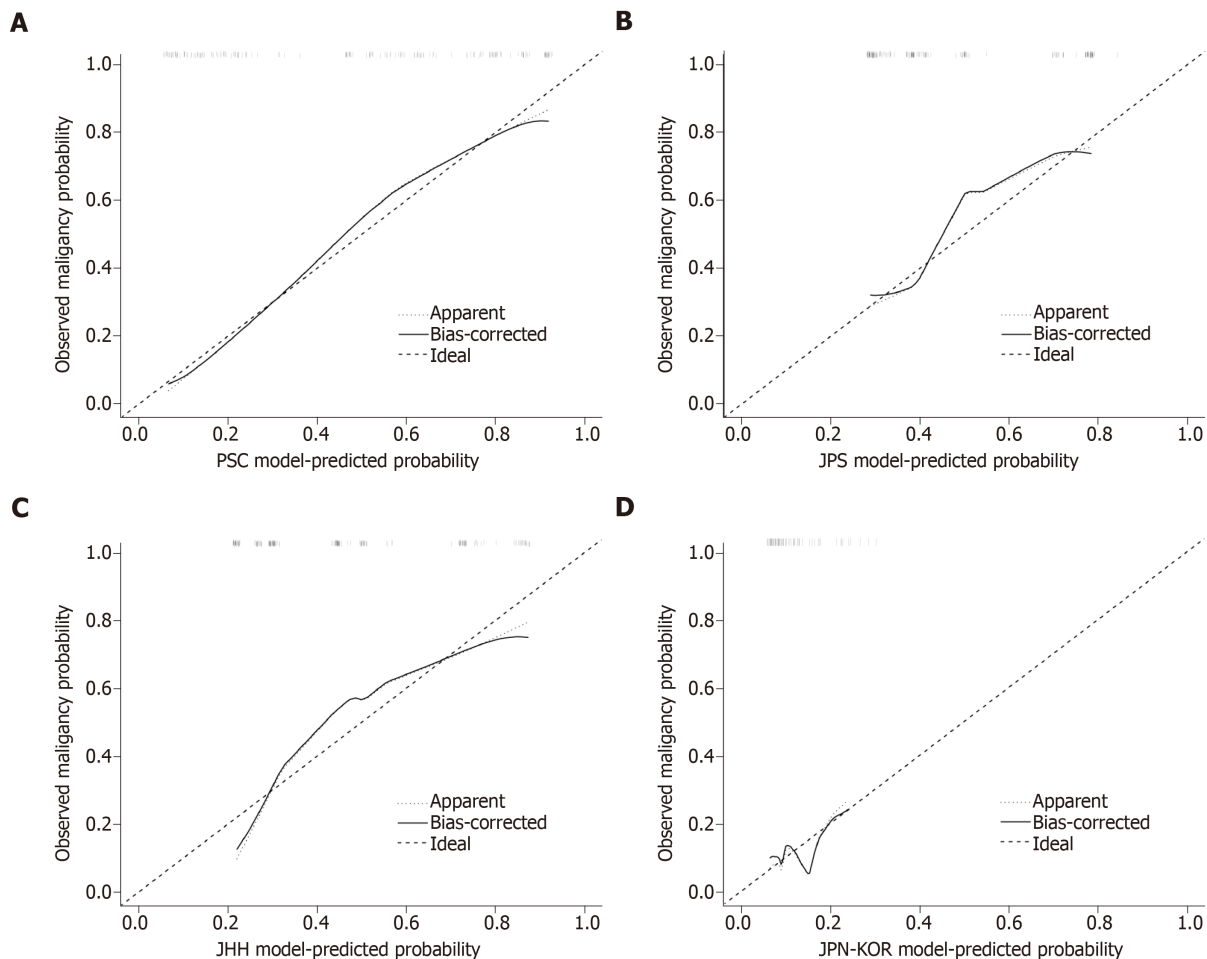 A
Observed maligancy probability
1.0
0.8
0.6
0.4
0.2
0.0
Apparent
Bias-corrected
Ideal
0.0 0.2 0.4 0.6 0.8 1.0
PSC model-predicted probability
B
Observed maligancy probability
1.0
0.8
0.6
0.4
0.2
0.0
Apparent
Bias-corrected
Ideal
0.0 0.2 0.4 0.6 0.8 1.0
JPS model-predicted probability
C
Observed maligancy probability
1.0
0.8
0.6
0.4
0.2
0.0
Apparent
Bias-corrected
Ideal
0.0 0.2 0.4 0.6 0.8 1.0
JHH model-predicted probability
D
Observed maligancy probability
1.0
0.8
0.6
0.4
0.2
0.0
Apparent
Bias-corrected
Ideal
0.0 0.2 0.4 0.6 0.8 1.0
JPN-KOR model-predicted probability